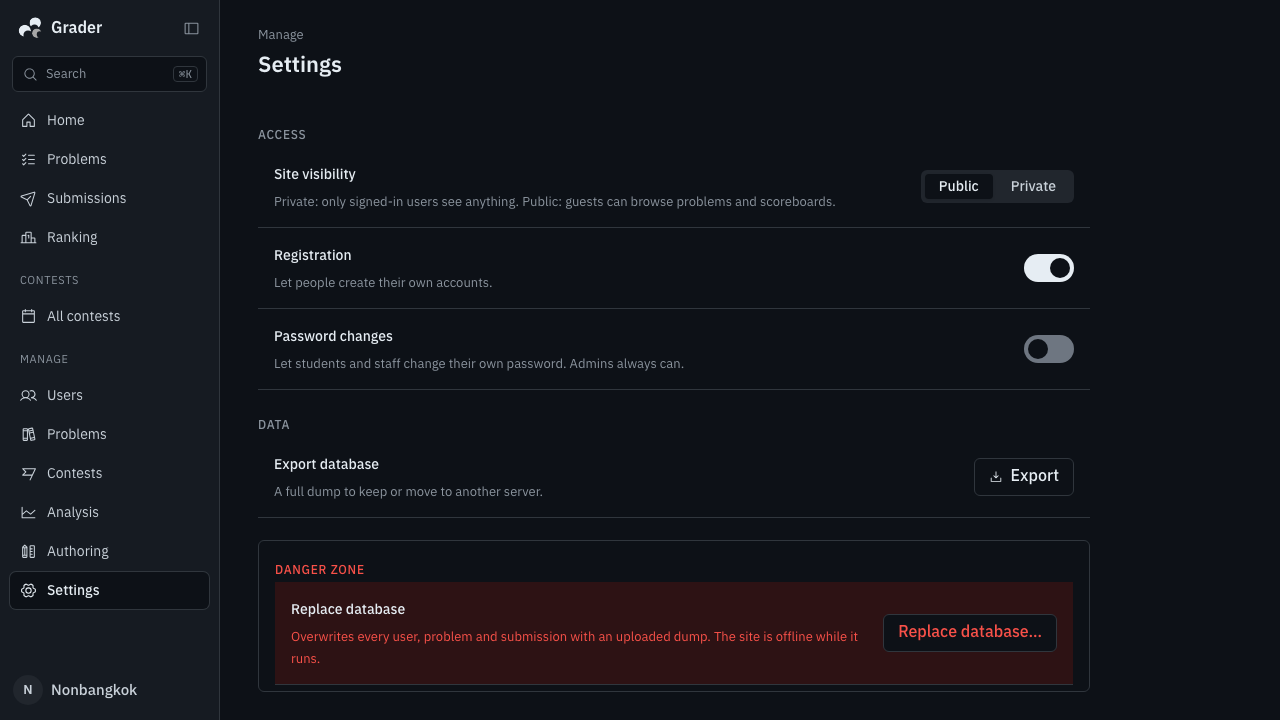 Grader
Search
⌘K
Home
Problems
Submissions
Ranking
CONTESTS
All contests
MANAGE
Users
Problems
Contests
Analysis
Authoring
Settings
N
Nonbangkok
Manage
Settings
ACCESS
Site visibility
Private: only signed-in users see anything. Public: guests can browse problems and scoreboards.
Public
Private
Registration
Let people create their own accounts.
Password changes
Let students and staff change their own password. Admins always can.
DATA
Export database
A full dump to keep or move to another server.
Export
DANGER ZONE
Replace database
Overwrites every user, problem and submission with an uploaded dump. The site is offline while it
runs.
Replace database...